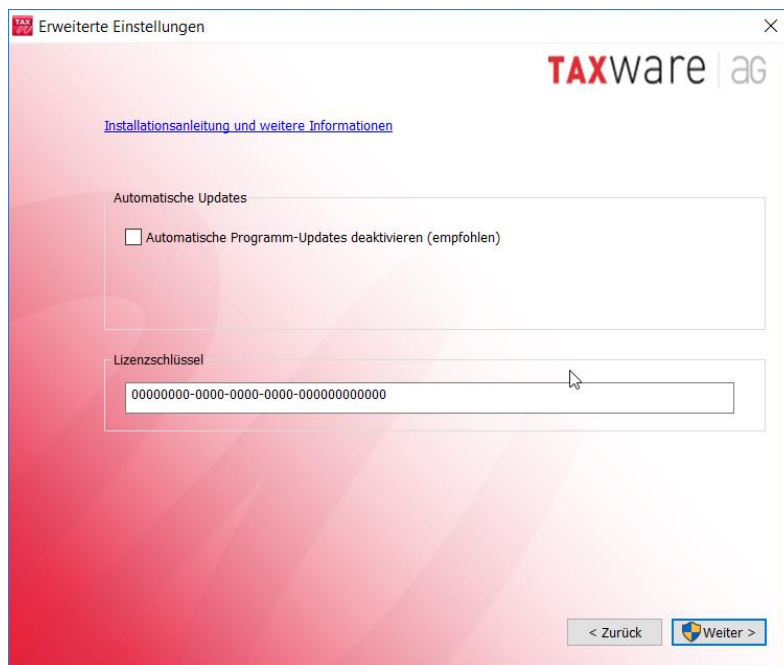 TAX
Erweiterte Einstellungen
TAXware | aG
Installationsanleitung und weitere Informationen
Automatische Updates
Automatische Programm-Updates deaktivieren (empfohlen)
Lizenzschlüssel
00000000-0000-0000-0000-000000000000
< Zurück
Weiter >